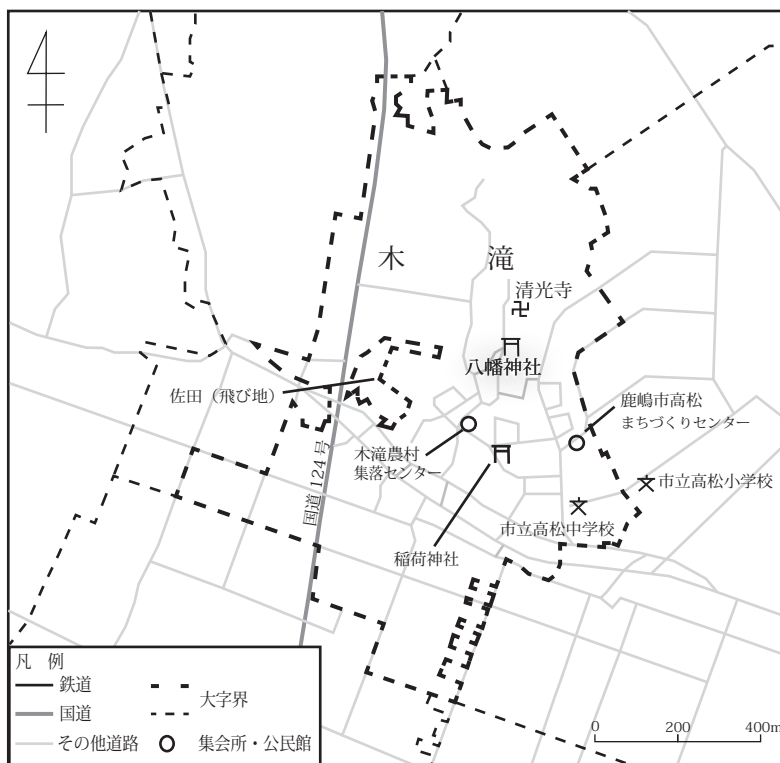 木　滝
清光寺
八幡神社
佐田（飛び地）
鹿嶋市高松
まちづくりセンター
木滝農村
集落センター
国道124号
市立高松小学校
市立高松中学校
稲荷神社
凡　例
鉄道
国道
その他道路
大字界
集会所・公民館
0 200 400m